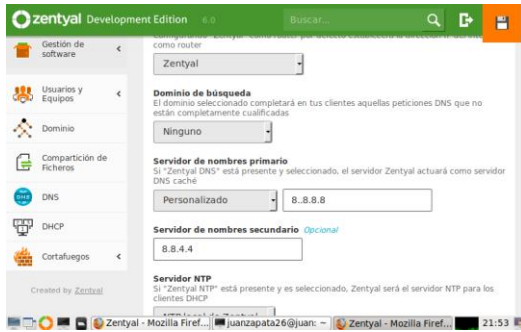 zentyal Development Edition 6.0 Buscar...
Gestión de
software
como router
Zentyal
Usuarios y
Equipos
Dominio de búsqueda
El dominio seleccionado completará en tus clientes aquellas peticiones DNS que no
están completamente cualificadas
Dominio
Ninguno
Compartición de
Ficheros
Servidor de nombres primario
Si "Zentyal DNS" está presente y seleccionado, el servidor Zentyal actuará como servidor
DNS caché
DNS
Personalizado 8..8.8.8
DHCP
Servidor de nombres secundario Opcional
8.8.4.4
Cortafuegos
Servidor NTP
Si "Zentyal NTP" está presente y es seleccionado, Zentyal será el servidor NTP para los
clientes DHCP
Created by Zentyal
NTP local de Zentyal
Zentyal - Mozilla Firef... juanzapata26@juan: ~ Zentyal - Mozilla Firef... 21:53